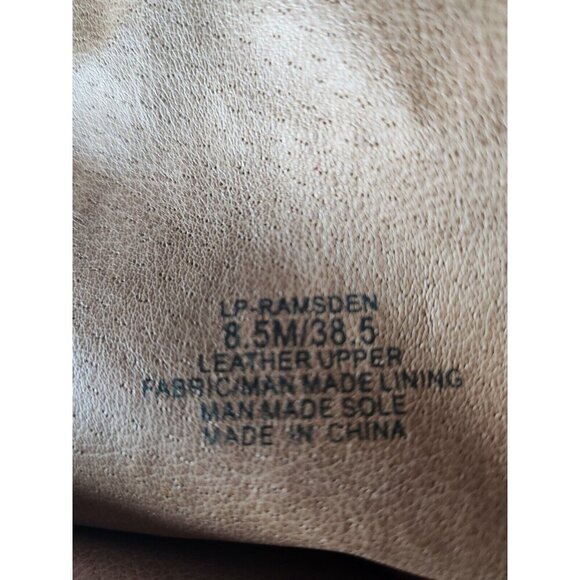 LP-RAMSDEN
8.5M/38.5
LEATHER UPPER
FABRIC/MAN MADE LINING
MAN MADE SOLE
MADE IN CHINA